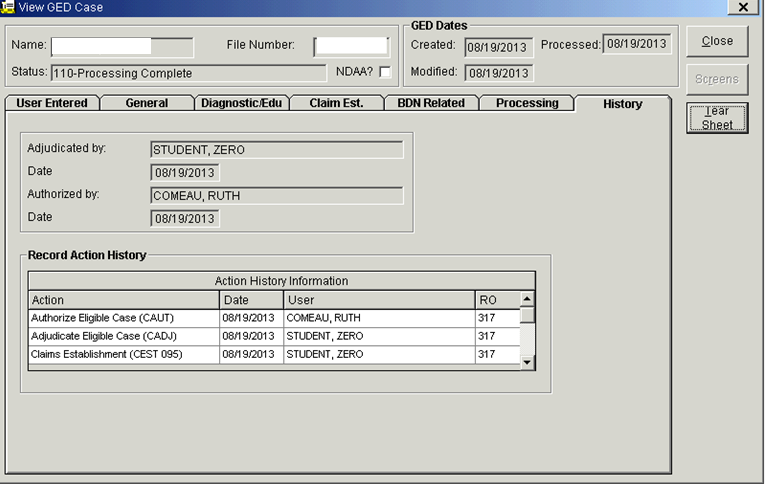 View GED Case
Name: File Number:
Status: 110-Processing Complete NDAA?
GED Dates
Created: 08/19/2013 Processed: 08/19/2013
Modified: 08/19/2013
Close
Screens
Tear Sheet
User Entered General Diagnostic/Edu Claim Est. BDN Related Processing History
Adjudicated by: STUDENT, ZERO
Date 08/19/2013
Authorized by: COMEAU, RUTH
Date 08/19/2013
Record Action History
Action History Information
Action Date User RO
Authorize Eligible Case (CAUT) 08/19/2013 COMEAU, RUTH 317
Adjudicate Eligible Case (CADJ) 08/19/2013 STUDENT, ZERO 317
Claims Establishment (CEST 095) 08/19/2013 STUDENT, ZERO 317